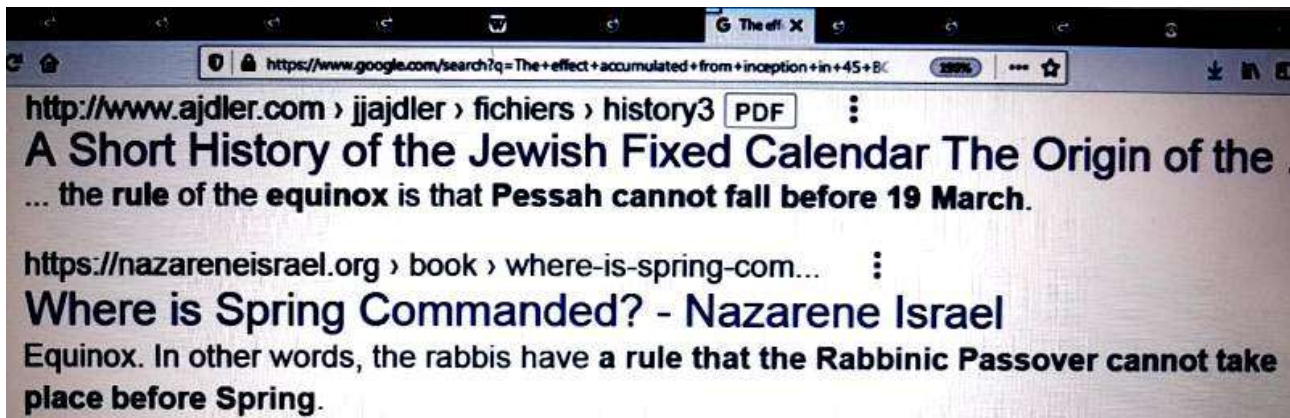 G The eff X
https://www.google.com/search?q=The+effect+accumulated+from+inception+in+45+BC
http://www.ajdler.com › jjajdler › fichiers › history3 PDF
A Short History of the Jewish Fixed Calendar The Origin of the
... the rule of the equinox is that Pessah cannot fall before 19 March.
https://nazareneisrael.org › book › where-is-spring-com...
Where is Spring Commanded? - Nazarene Israel
Equinox. In other words, the rabbis have a rule that the Rabbinic Passover cannot take
place before Spring.